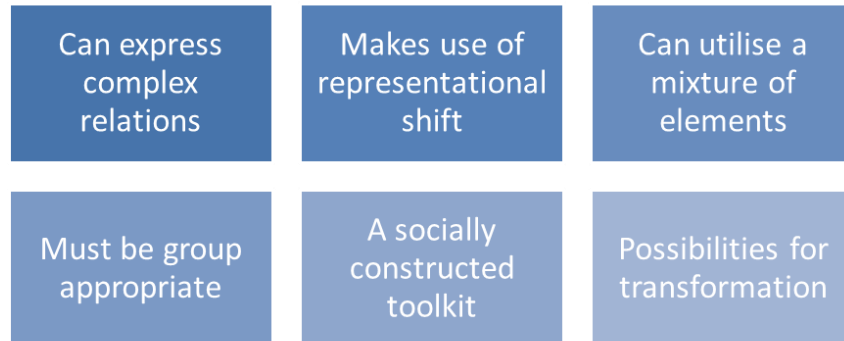 Can express
complex
relations
Makes use of
representational
shift
Can utilise a
mixture of
elements
Must be group
appropriate
A socially
constructed
toolkit
Possibilities for
transformation